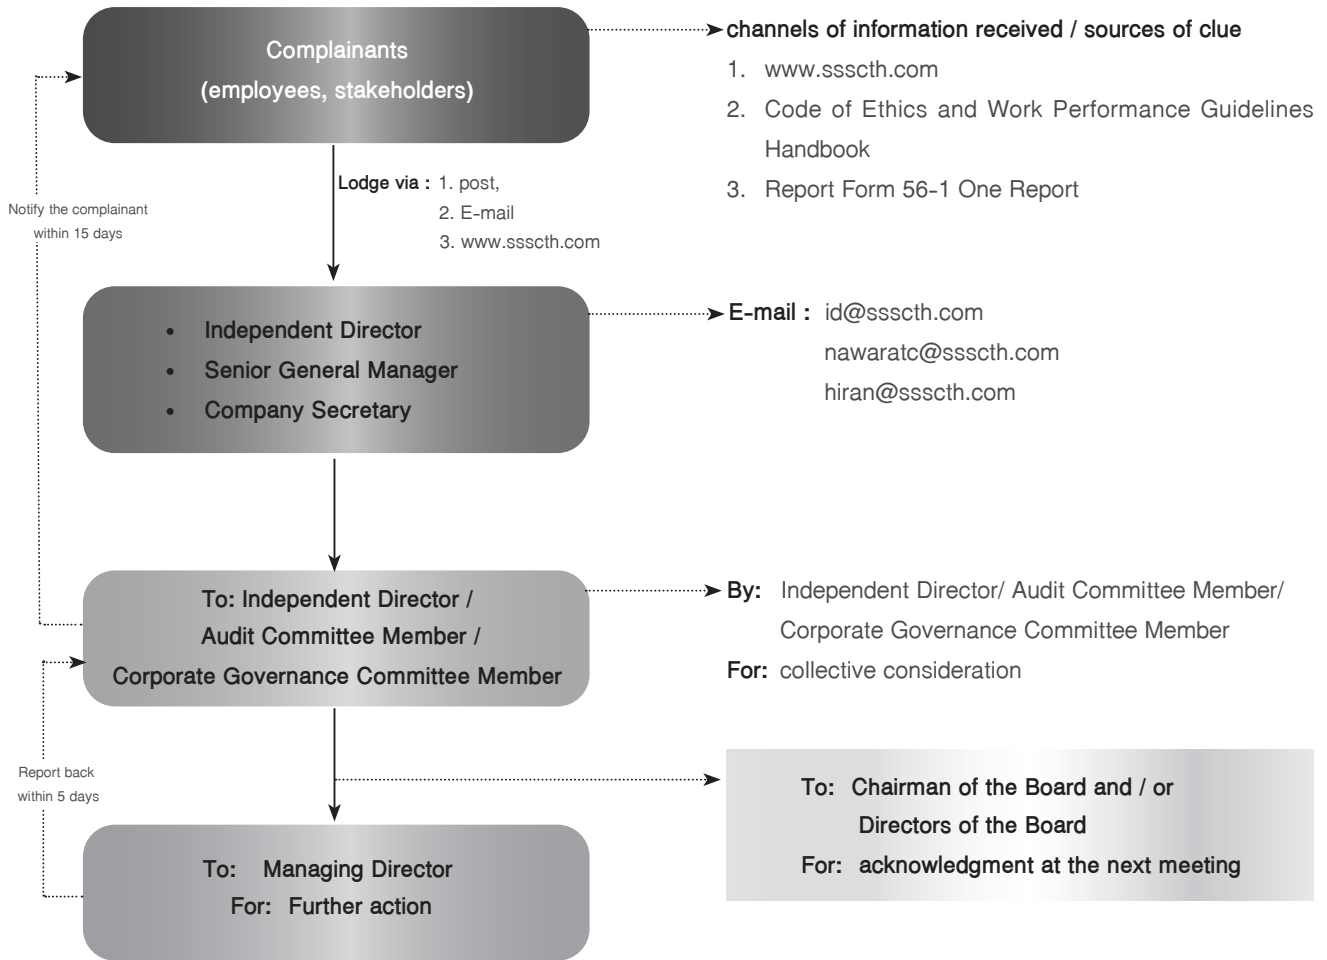 Complainants
(employees, stakeholders)
channels of information received / sources of clue
1. www.ssscth.com
2. Code of Ethics and Work Performance Guidelines
Handbook
3. Report Form 56-1 One Report
Lodge via : 1. post,
2. E-mail
3. www.ssscth.com
Notify the complainant
within 15 days
• Independent Director
• Senior General Manager
• Company Secretary
E-mail : id@ssscth.com
nawaratc@ssscth.com
hiran@ssscth.com
To: Independent Director /
Audit Committee Member /
Corporate Governance Committee Member
By: Independent Director/ Audit Committee Member/
Corporate Governance Committee Member
For: collective consideration
Report back
within 5 days
To: Chairman of the Board and / or
Directors of the Board
For: acknowledgment at the next meeting
To: Managing Director
For: Further action